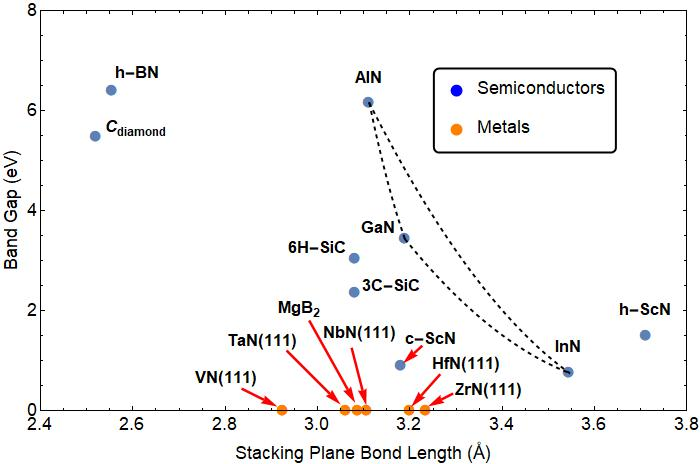 8
h−BN
AlN
Semiconductors
6
Metals
Cdiamond
Band Gap (eV)
4
GaN
6H−SiC
3C−SiC
h−ScN
2
MgB2
NbN(111)
c−ScN
TaN(111)
InN
HfN(111)
VN(111)
ZrN(111)
0
2.4 2.6 2.8 3.0 3.2 3.4 3.6 3.8
Stacking Plane Bond Length (Å)